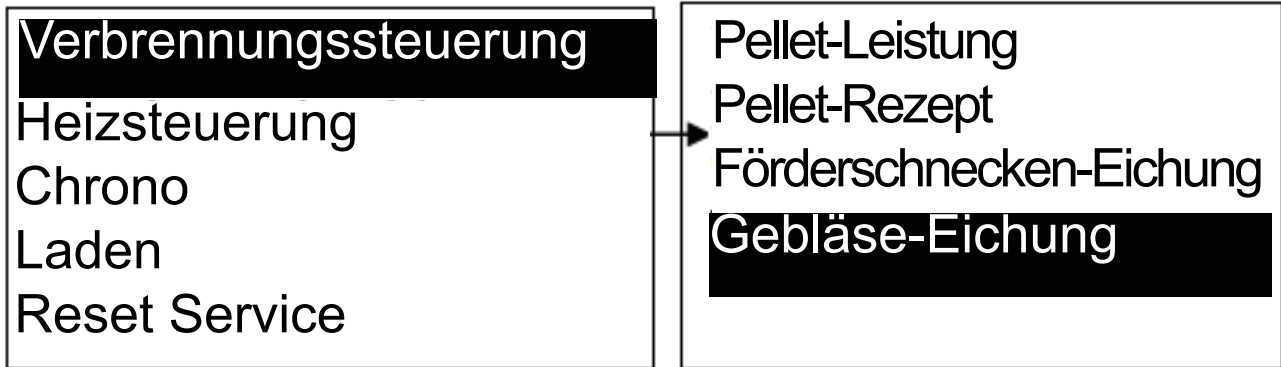 Verbrennungssteuerung
Heizsteuerung
Chrono
Laden
Reset Service
Pellet-Leistung
Pellet-Rezept
Förderschnecken-Eichung
Gebläse-Eichung